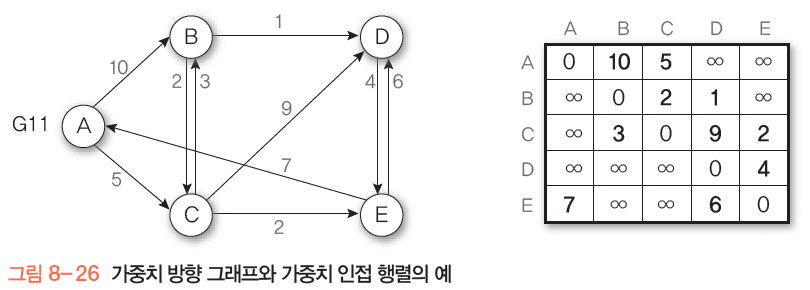 G11
A
B
C
D
E
10
5
2
3
1
9
7
2
4
6
A B C D E
A 0 10 5 ∞ ∞
B ∞ 0 2 1 ∞
C ∞ 3 0 9 2
D ∞ ∞ ∞ 0 4
E 7 ∞ ∞ 6 0
그림 8-26 가중치 방향 그래프와 가중치 인접 행렬의 예